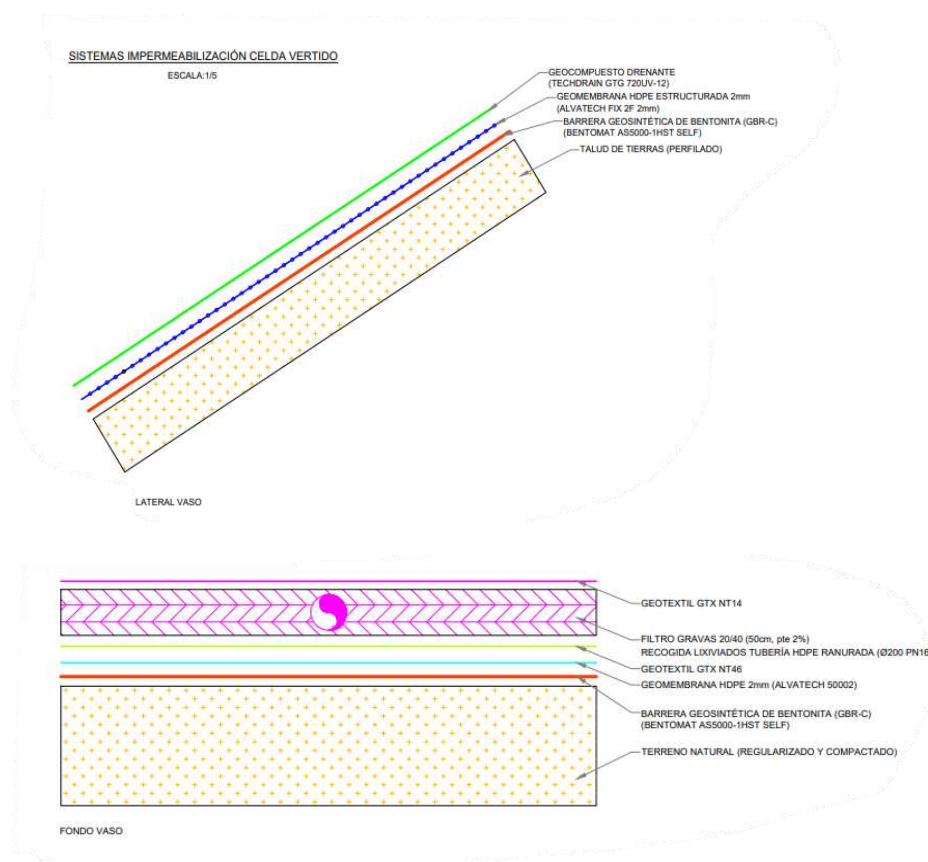 SISTEMAS IMPERMEABILIZACIÓN CELDA VERTIDO
ESCALA:1/5
GEOCOMPUESTO DRENANTE
(TECHDRAIN GTG 720UV-12)
GEOMEMBRANA HDPE ESTRUCTURADA 2mm
(ALVATECH FIX 2F 2mm)
BARRERA GEOSINTÉTICA DE BENTONITA (GBR-C)
(BENTOMAT AS5000-1HST SELF)
TALUD DE TIERRAS (PERFILADO)
LATERAL VASO
GEOTEXTIL GTX NT14
FILTRO GRAVAS 20/40 (50cm, pte 2%)
RECOGIDA LIXIVIADOS TUBERÍA HDPE RANURADA (Ø200 PN16
GEOTEXTIL GTX NT46
GEOMEMBRANA HDPE 2mm (ALVATECH 50002)
BARRERA GEOSINTÉTICA DE BENTONITA (GBR-C)
(BENTOMAT AS5000-1HST SELF)
TERRENO NATURAL (REGULARIZADO Y COMPACTADO)
FONDO VASO